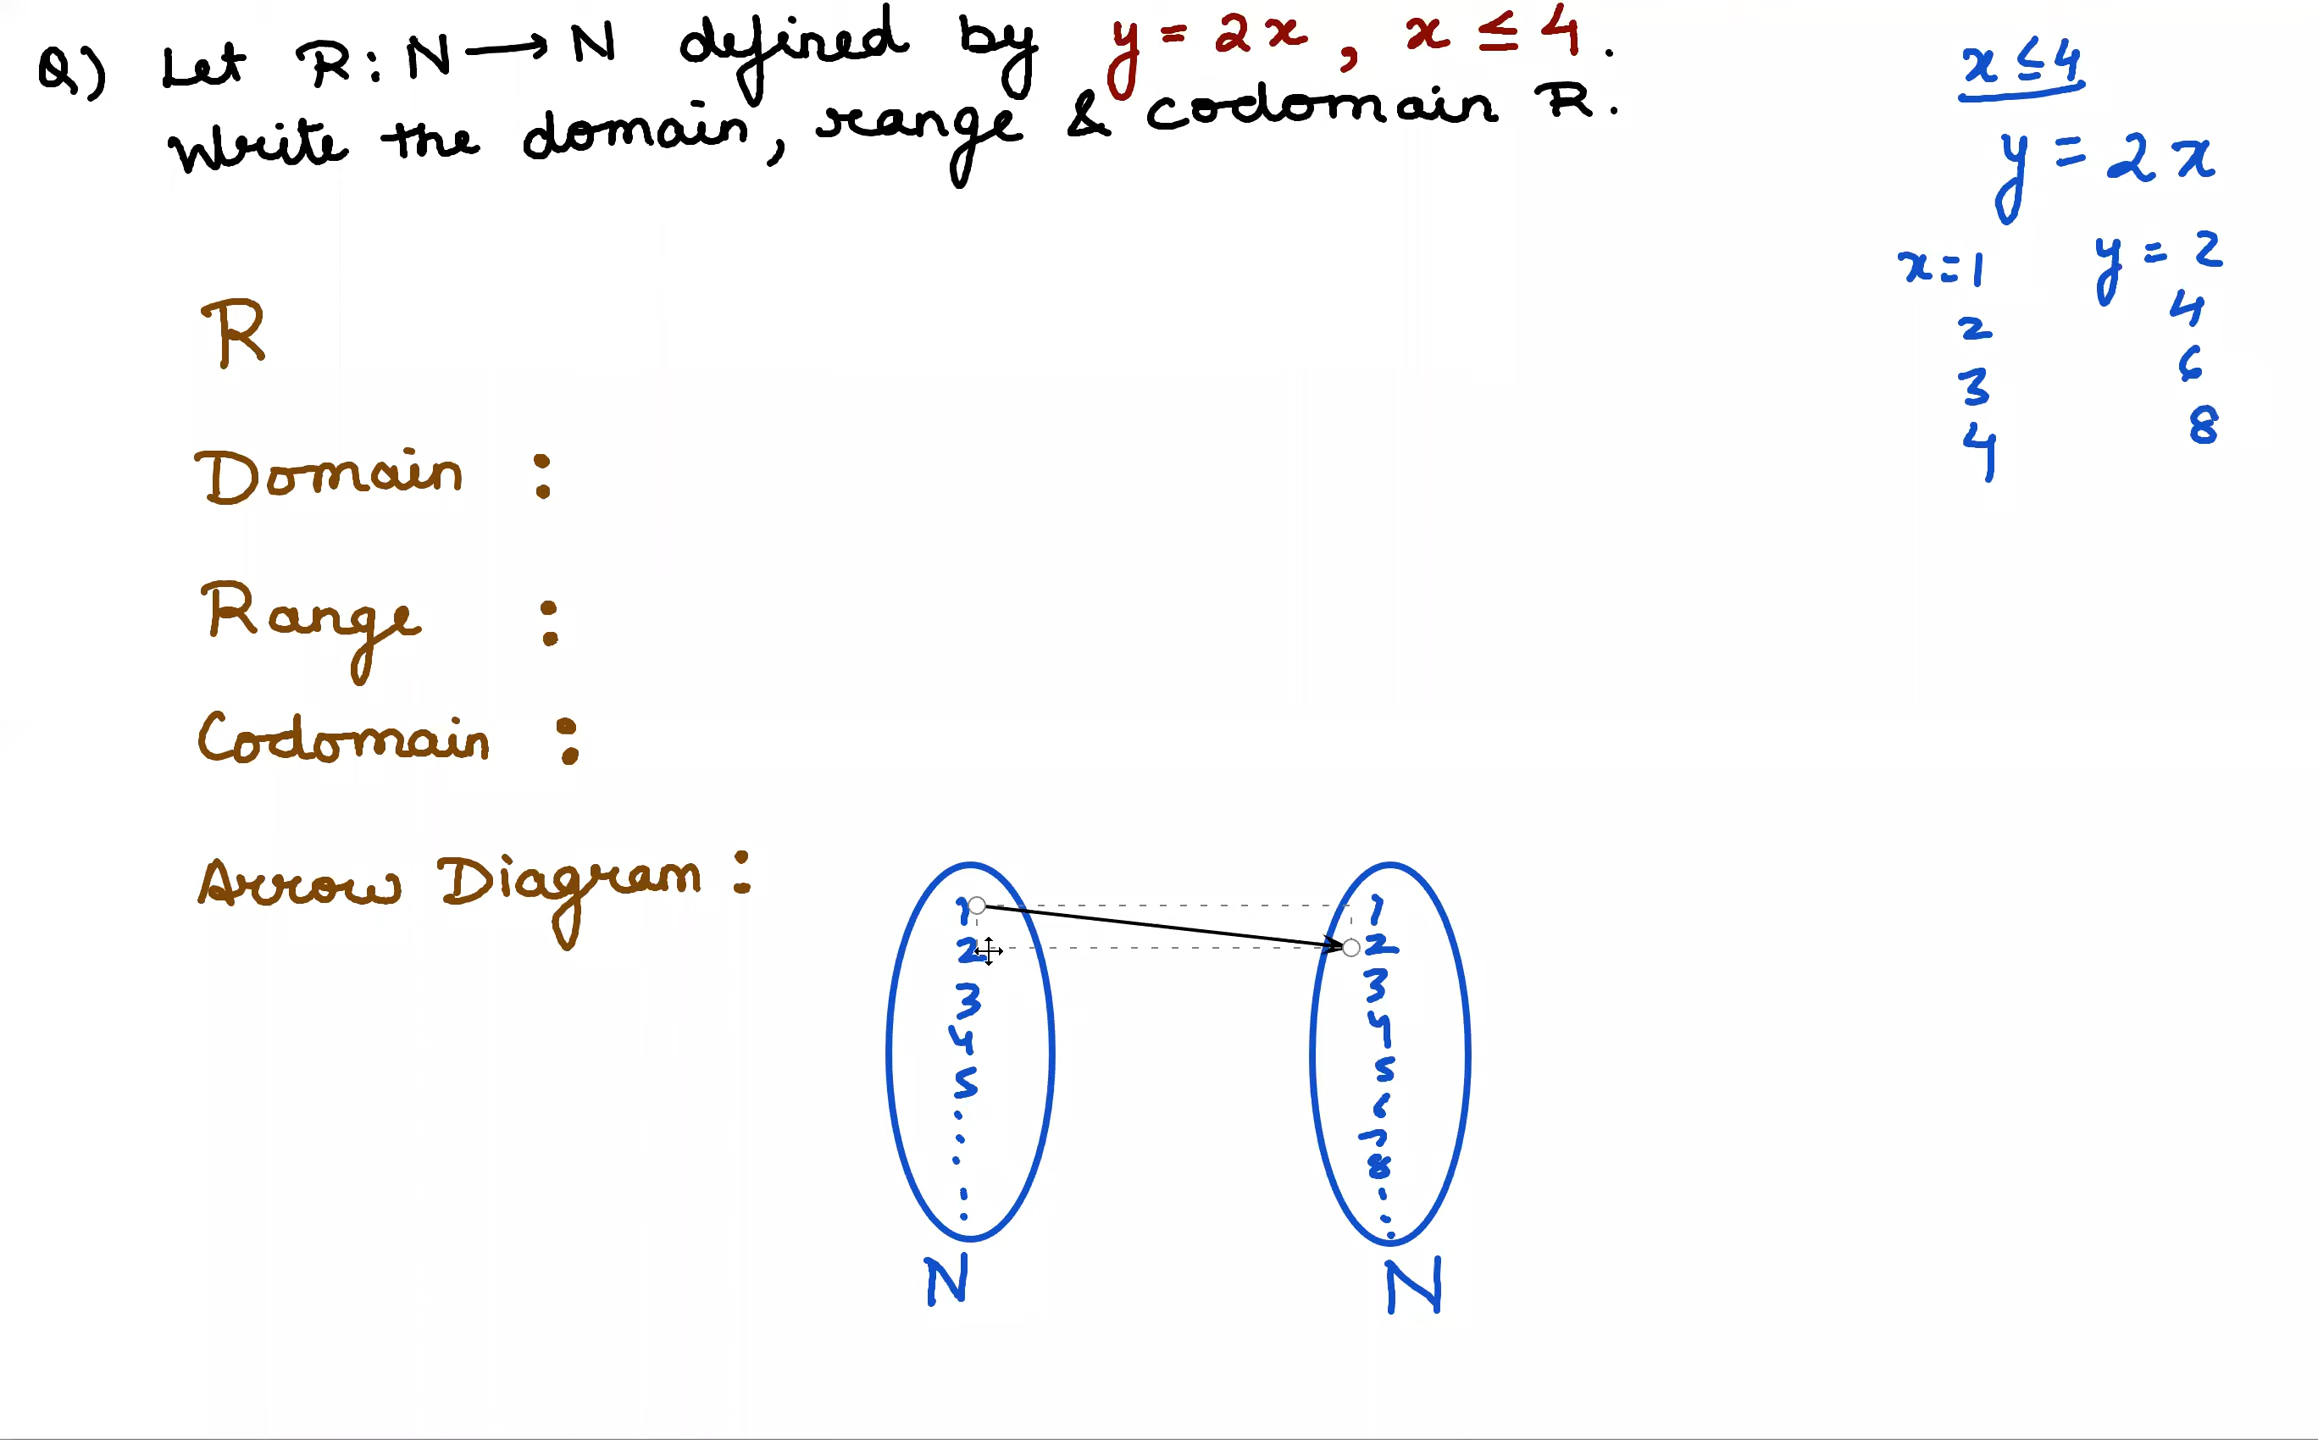 Q) Let R: N → N defined by y = 2x, x ≤ 4.
Write the domain, range & codomain R.
x ≤ 4
y = 2x
x = 1 y = 2
2 4
3 6
4 8
R
Domain :
Range :
Codomain :
Arrow Diagram :
1 1
2 2
3 3
4 4
5 5
. 6
. 7
. 8
. .
. .
.
N N